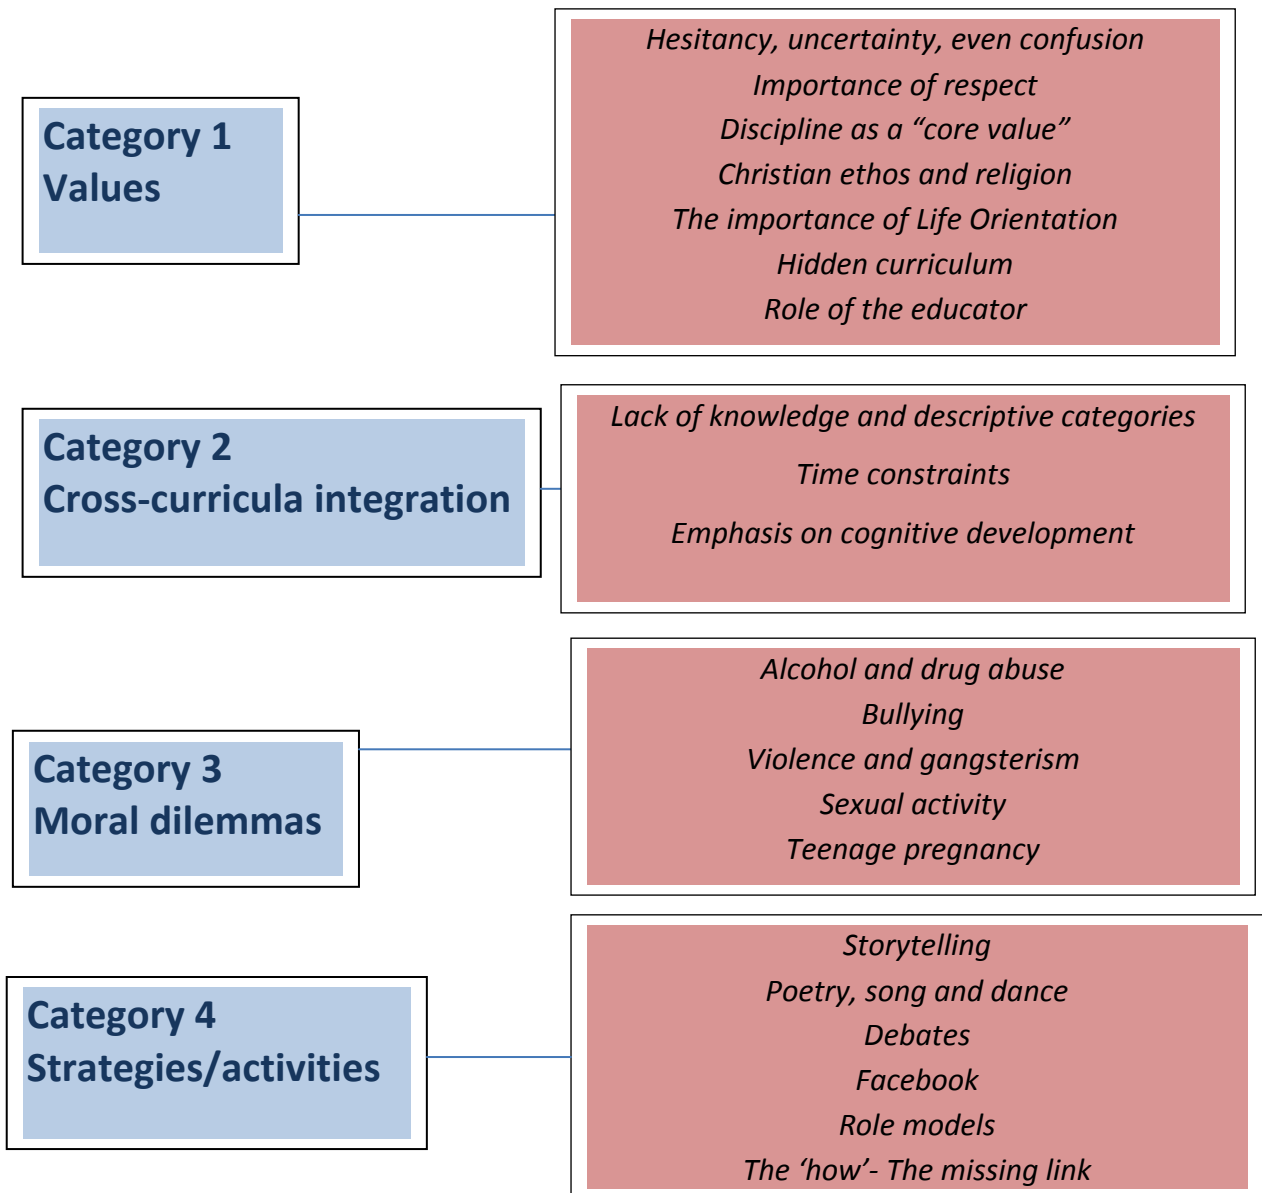 Category 1
Values
Hesitancy, uncertainty, even confusion
Importance of respect
Discipline as a “core value”
Christian ethos and religion
The importance of Life Orientation
Hidden curriculum
Role of the educator
Category 2
Cross-curricula integration
Lack of knowledge and descriptive categories
Time constraints
Emphasis on cognitive development
Category 3
Moral dilemmas
Alcohol and drug abuse
Bullying
Violence and gangsterism
Sexual activity
Teenage pregnancy
Category 4
Strategies/activities
Storytelling
Poetry, song and dance
Debates
Facebook
Role models
The ‘how’- The missing link